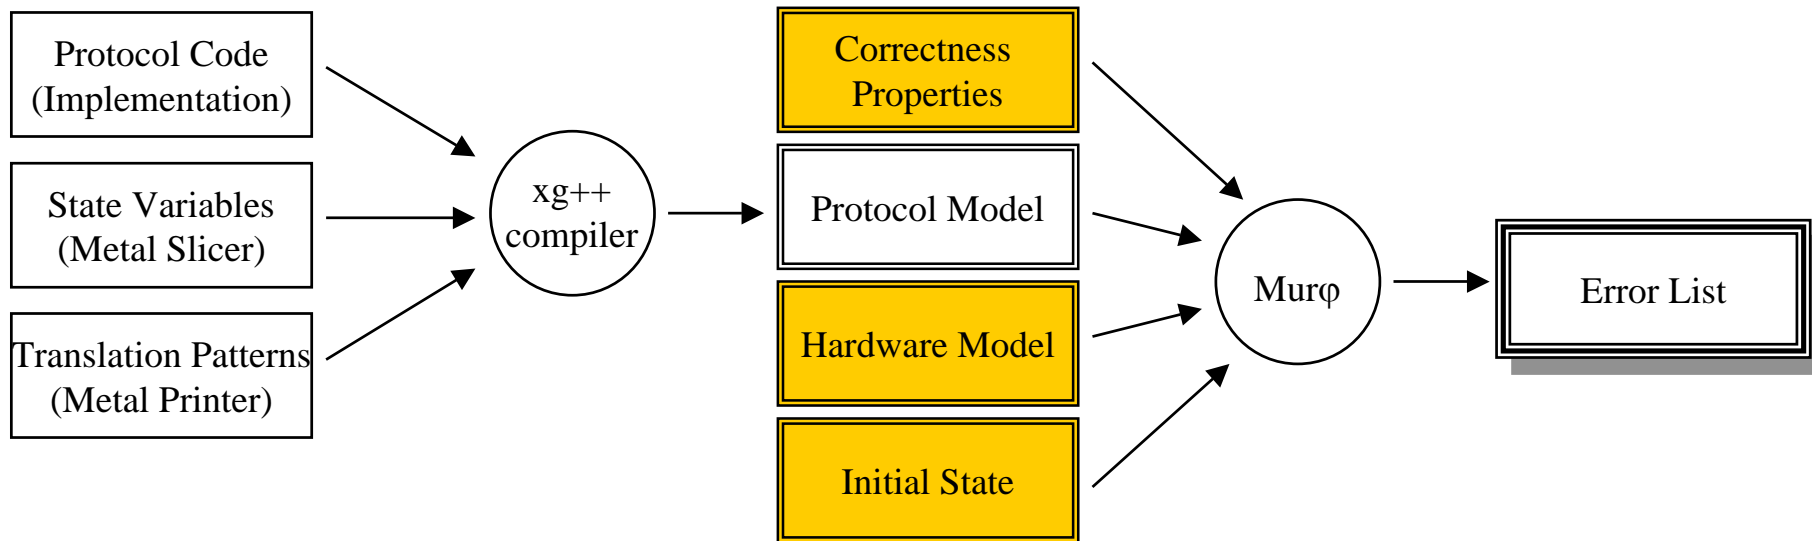 Protocol Code
(Implementation)
State Variables
(Metal Slicer)
Translation Patterns
(Metal Printer)
xg++
compiler
Correctness
Properties
Protocol Model
Hardware Model
Initial State
Murφ
Error List